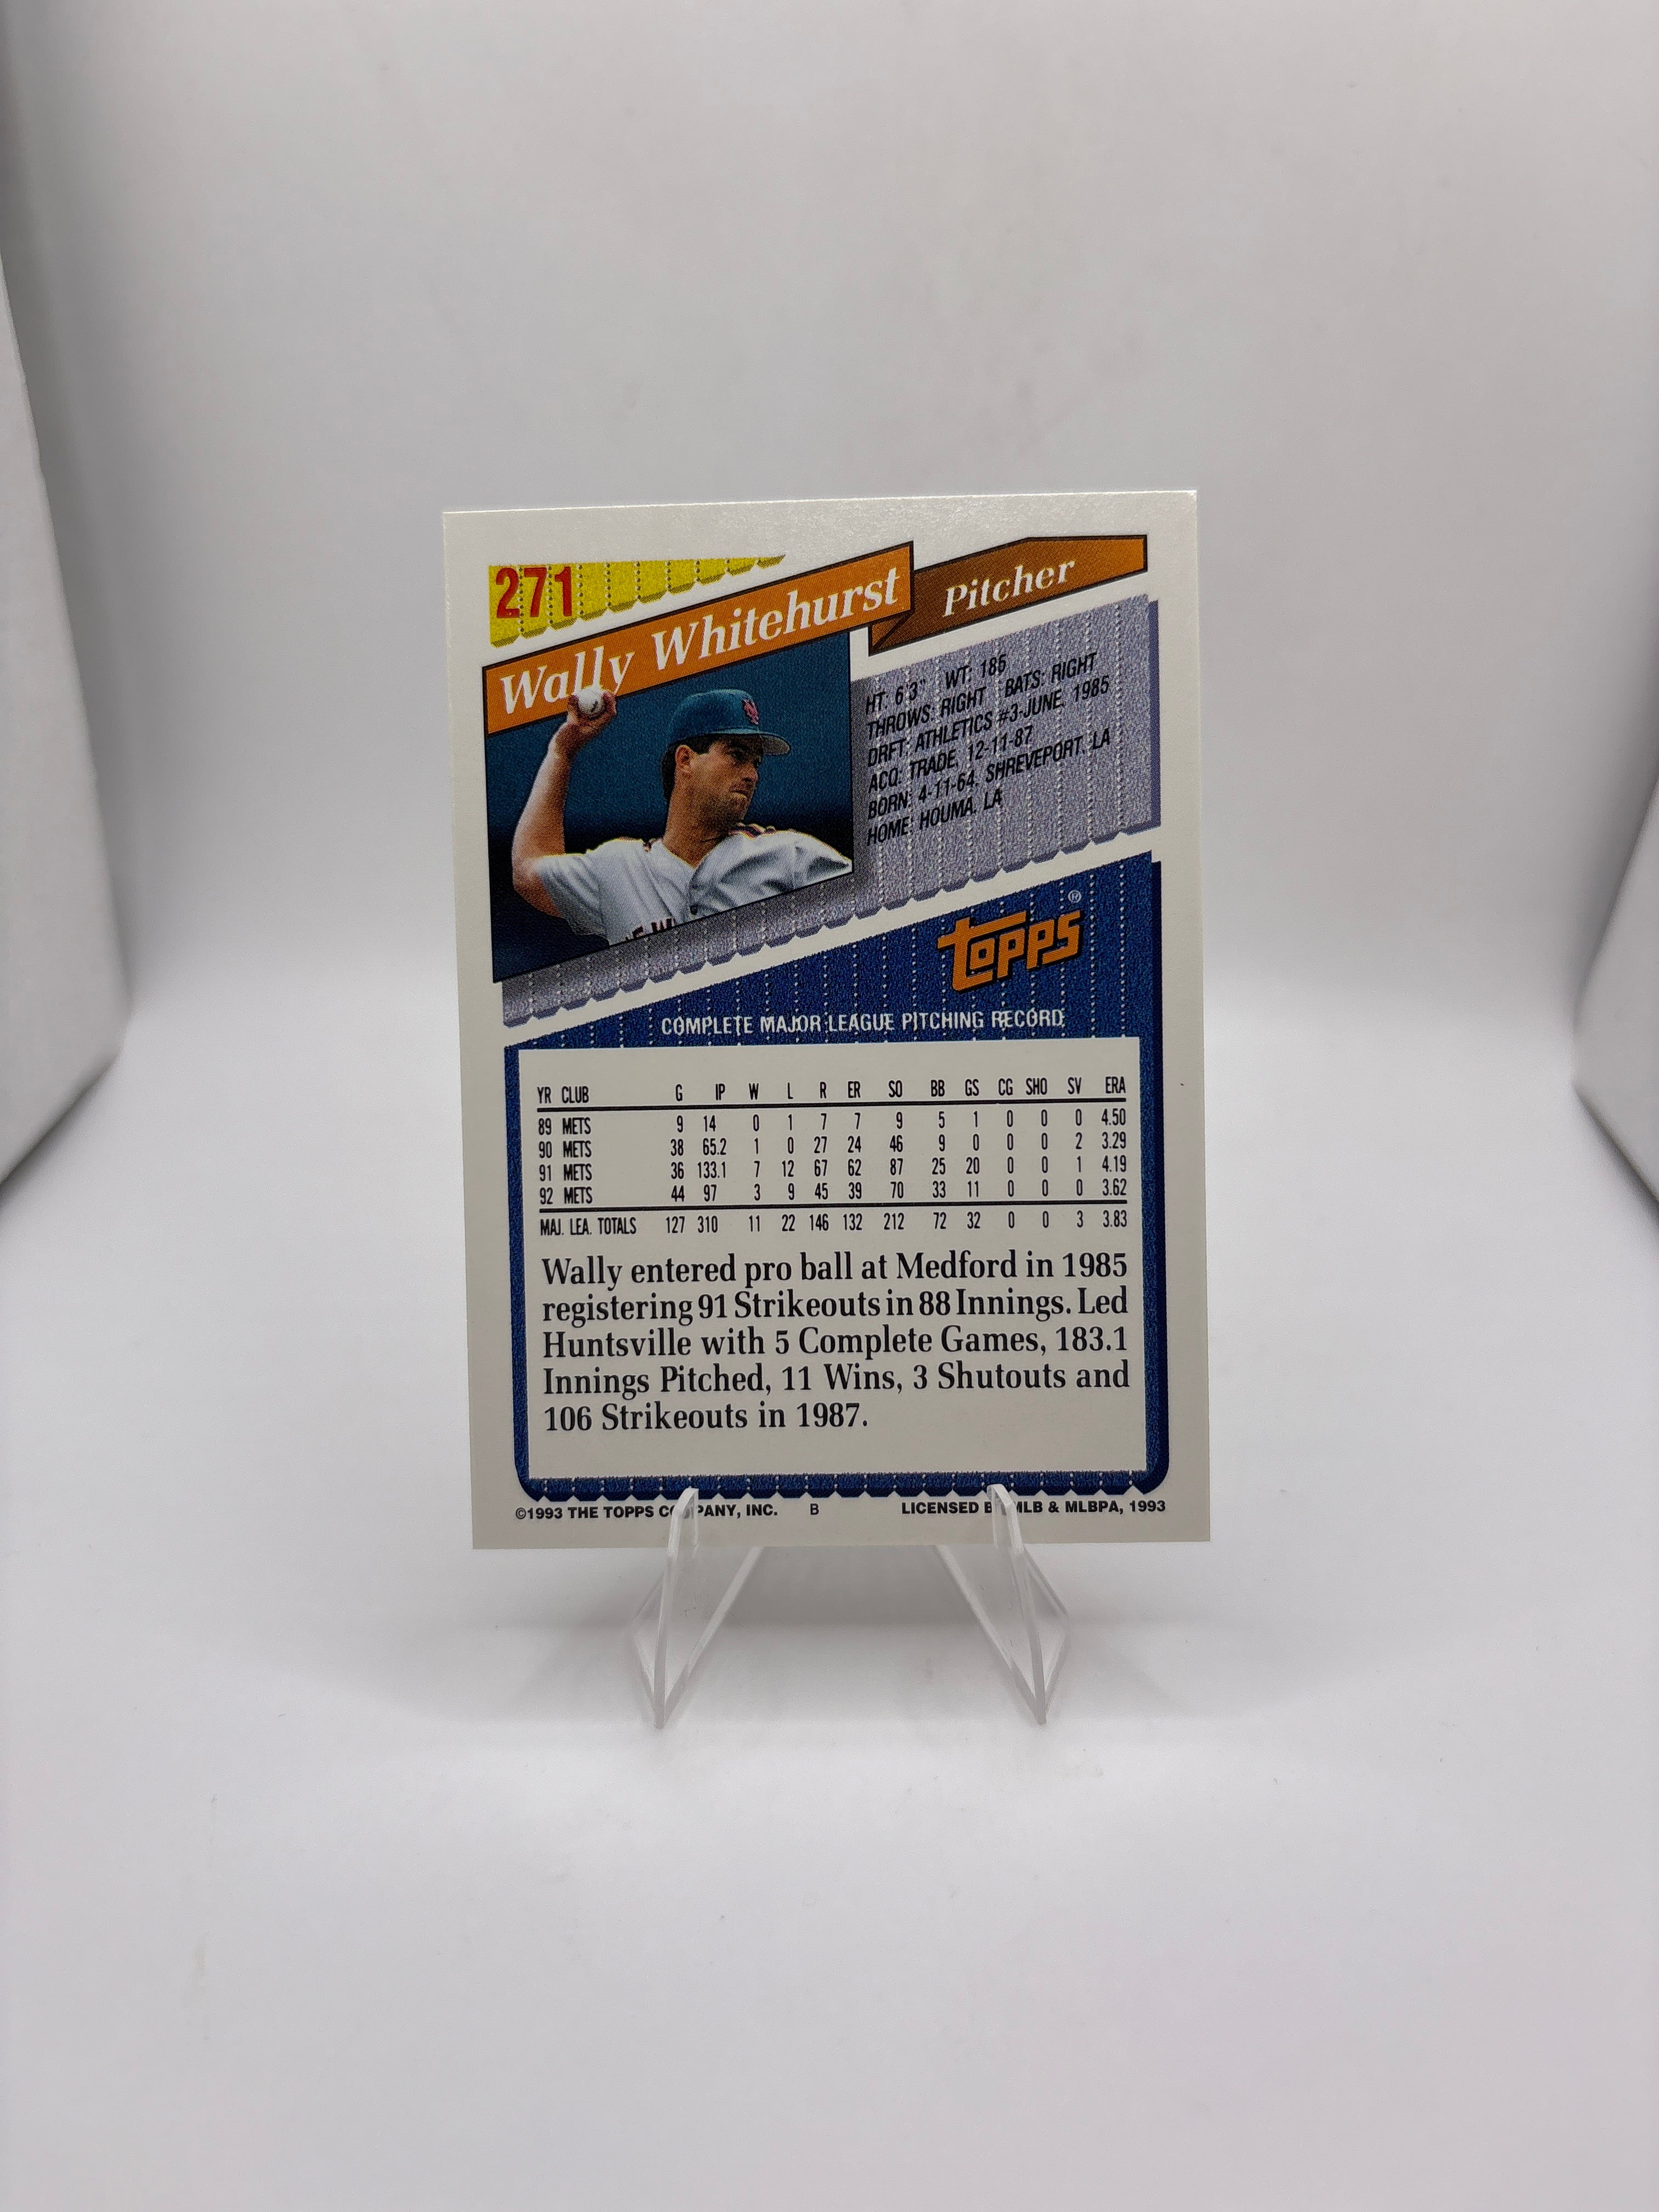 271
Wally Whitehurst
Pitcher
HT: 6'3" WT: 185
THROWS: RIGHT BATS: RIGHT
DRFT: ATHLETICS #3-JUNE, 1985
ACQ: TRADE, 12-11-87
BORN: 4-11-64, SHREVEPORT, LA
HOME: HOUMA, LA
topps®
COMPLETE MAJOR LEAGUE PITCHING RECORD
YR CLUB G IP W L R ER SO BB GS CG SHO SV ERA
89 METS 9 14 0 1 7 7 9 5 1 0 0 0 4.50
90 METS 38 65.2 1 0 27 24 46 9 0 0 0 2 3.29
91 METS 36 133.1 7 12 67 62 87 25 20 0 0 1 4.19
92 METS 44 97 3 9 45 39 70 33 11 0 0 0 3.62
MAJ. LEA. TOTALS 127 310 11 22 146 132 212 72 32 0 0 3 3.83
Wally entered pro ball at Medford in 1985
registering 91 Strikeouts in 88 Innings. Led
Huntsville with 5 Complete Games, 183.1
Innings Pitched, 11 Wins, 3 Shutouts and
106 Strikeouts in 1987.
©1993 THE TOPPS COMPANY, INC. B LICENSED BY MLB & MLBPA, 1993